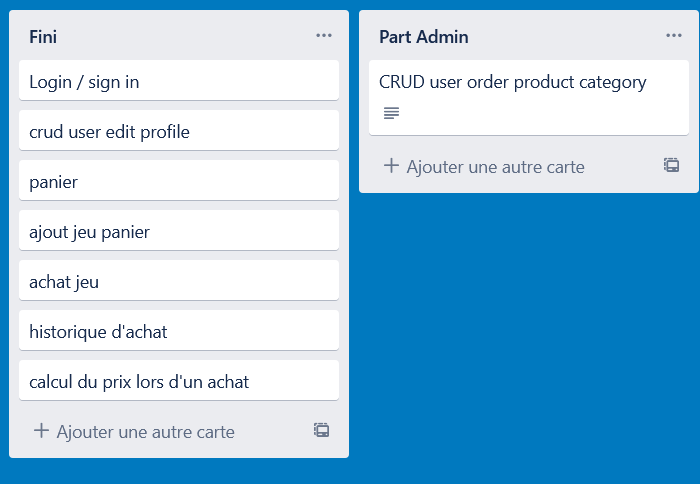 Fini
Login / sign in
crud user edit profile
panier
ajout jeu panier
achat jeu
historique d'achat
calcul du prix lors d'un achat
Ajouter une autre carte
Part Admin
CRUD user order product category
Ajouter une autre carte